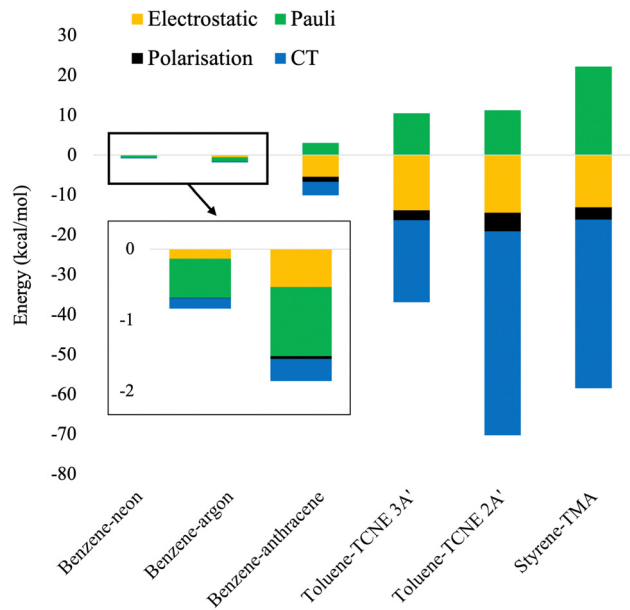 Electrostatic Pauli
Polarisation CT
Energy (kcal/mol)
30
20
10
0
-10
-20
-30
-40
-50
-60
-70
-80
0
-1
-2
Benzene-neon
Benzene-argon
Benzene-anthracene
Toluene-TCNE 3A'
Toluene-TCNE 2A'
Styrene-TMA